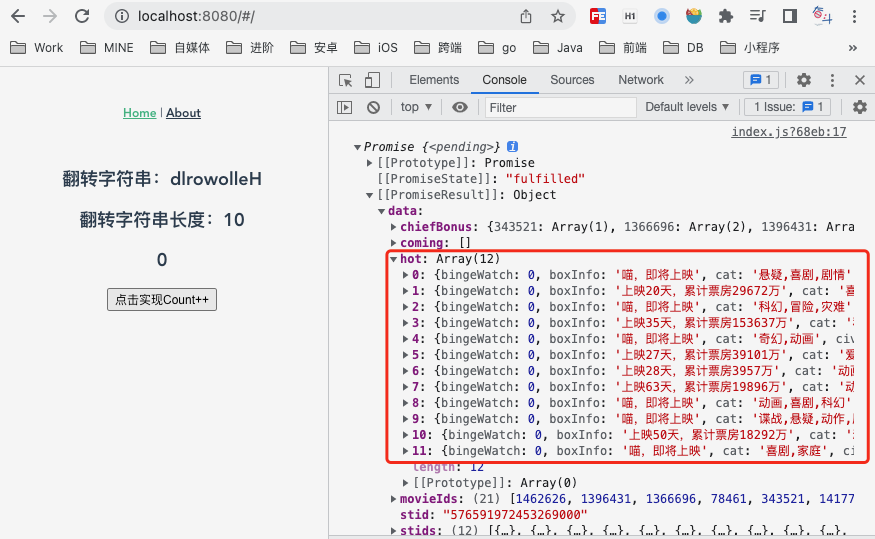 localhost:8080/#/
Work MINE 自媒体 进阶 安卓 iOS 跨端 go Java 前端 DB 小程序 »
Home | About
翻转字符串：dlrowolleH
翻转字符串长度：10
0
点击实现Count++
Elements Console Sources Network » 1
top Filter Default levels 1 Issue: 1
index.js?68eb:17
Promise {<pending>} i
[[Prototype]]: Promise
[[PromiseState]]: "fulfilled"
[[PromiseResult]]: Object
data:
chiefBonus: {343521: Array(1), 1366696: Array(2), 1396431: Arra
coming: []
hot: Array(12)
0: {bingeWatch: 0, boxInfo: '喵，即将上映', cat: '悬疑,喜剧,剧情'
1: {bingeWatch: 0, boxInfo: '上映20天，累计票房29672万', cat: '喜
2: {bingeWatch: 0, boxInfo: '喵，即将上映', cat: '科幻,冒险,灾难'
3: {bingeWatch: 0, boxInfo: '上映35天，累计票房153637万', cat: '
4: {bingeWatch: 0, boxInfo: '喵，即将上映', cat: '奇幻,动画', civ
5: {bingeWatch: 0, boxInfo: '上映27天，累计票房39101万', cat: '爱
6: {bingeWatch: 0, boxInfo: '上映28天，累计票房3957万', cat: '动画
7: {bingeWatch: 0, boxInfo: '上映63天，累计票房19896万', cat: '动
8: {bingeWatch: 0, boxInfo: '喵，即将上映', cat: '动画,喜剧,科幻'
9: {bingeWatch: 0, boxInfo: '喵，即将上映', cat: '谍战,悬疑,动作,
10: {bingeWatch: 0, boxInfo: '上映50天，累计票房18292万', cat: '
11: {bingeWatch: 0, boxInfo: '喵，即将上映', cat: '喜剧,家庭', ci
length: 12
[[Prototype]]: Array(0)
movieIds: (21) [1462626, 1396431, 1366696, 78461, 343521, 14177
stid: "576591972453269000"
stids: (12) [{…}, {…}, {…}, {…}, {…}, {…}, {…}, {…}, {…}, {…},